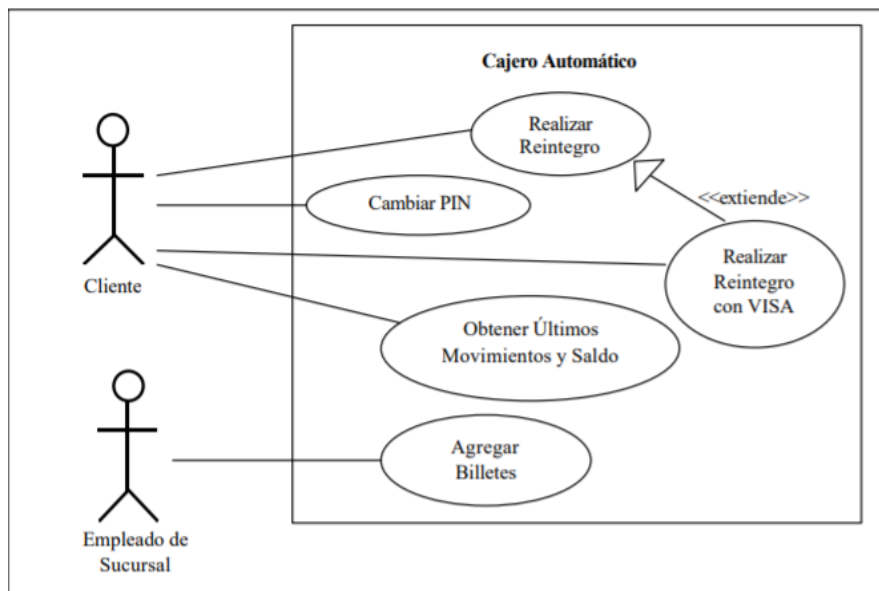 Cajero Automático
Realizar
Reintegro
Cambiar PIN
<<extiende>>
Realizar
Reintegro
con VISA
Cliente
Obtener Últimos
Movimientos y Saldo
Agregar
Billetes
Empleado de
Sucursal